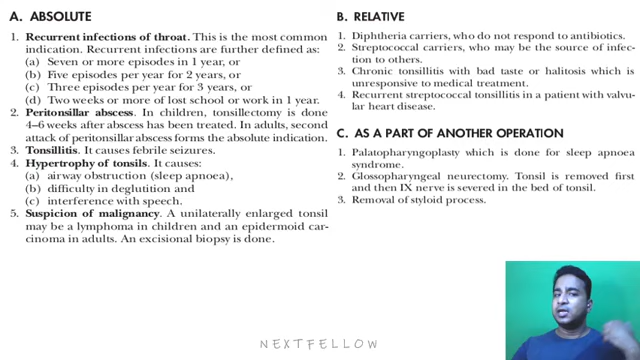 A. ABSOLUTE
1. Recurrent infections of throat. This is the most common
indication. Recurrent infections are further defined as:
(a) Seven or more episodes in 1 year, or
(b) Five episodes per year for 2 years, or
(c) Three episodes per year for 3 years, or
(d) Two weeks or more of lost school or work in 1 year.
2. Peritonsillar abscess. In children, tonsillectomy is done
4–6 weeks after abscess has been treated. In adults, second
attack of peritonsillar abscess forms the absolute indication.
3. Tonsillitis. It causes febrile seizures.
4. Hypertrophy of tonsils. It causes:
(a) airway obstruction (sleep apnoea),
(b) difficulty in deglutition and
(c) interference with speech.
5. Suspicion of malignancy. A unilaterally enlarged tonsil
may be a lymphoma in children and an epidermoid car-
cinoma in adults. An excisional biopsy is done.
B. RELATIVE
1. Diphtheria carriers, who do not respond to antibiotics.
2. Streptococcal carriers, who may be the source of infec-
tion to others.
3. Chronic tonsillitis with bad taste or halitosis which is
unresponsive to medical treatment.
4. Recurrent streptococcal tonsillitis in a patient with valvu-
lar heart disease.
C. AS A PART OF ANOTHER OPERATION
1. Palatopharyngoplasty which is done for sleep apnoea
syndrome.
2. Glossopharyngeal neurectomy. Tonsil is removed first
and then IX nerve is severed in the bed of tonsil.
3. Removal of styloid process.
NEXTFELLOW